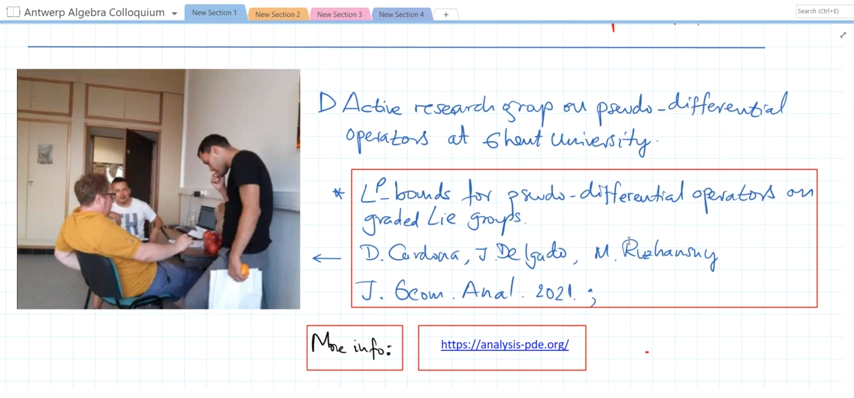 Antwerp Algebra Colloquium
New Section 1
New Section 2
New Section 3
New Section 4
+
Search (Ctrl+E)
D Active research group on pseudo-differential
operators at Ghent University.
* Lᵖ-bounds for pseudo-differential operators on
graded Lie groups.
← D. Cardona, J. Delgado, M. Ruzhansky
J. Geom. Anal. 2021. ;
More info:
https://analysis-pde.org/